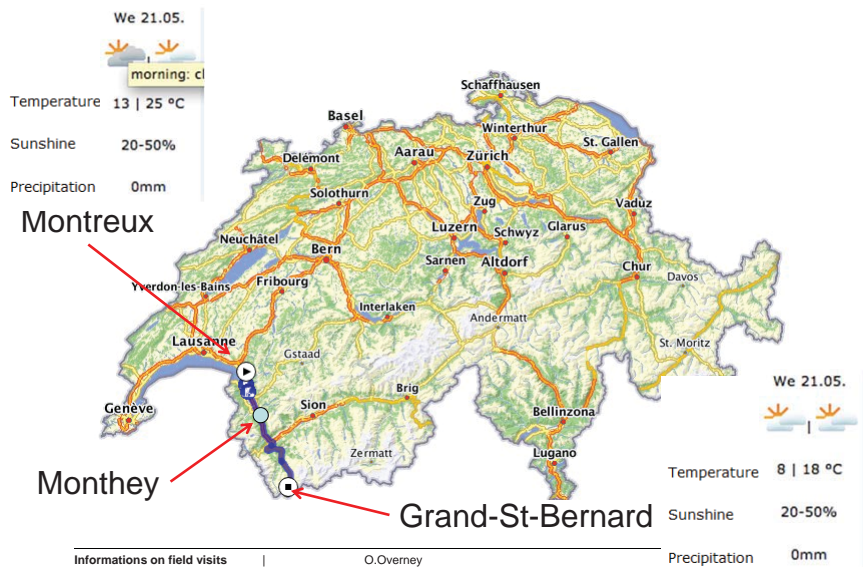 We 21.05.
morning: cl
Temperature 13 | 25 °C
Sunshine 20-50%
Precipitation 0mm
Montreux
Schaffhausen
Basel
Winterthur
St. Gallen
Delémont
Aarau
Zürich
Solothurn
Zug
Vaduz
Luzern
Schwyz
Glarus
Neuchâtel
Bern
Sarnen
Altdorf
Chur
Davos
Yverdon-les-Bains
Fribourg
Interlaken
Andermatt
Lausanne
Gstaad
St. Moritz
Brig
Sion
Genève
Bellinzona
Zermatt
Lugano
Monthey
Grand-St-Bernard
We 21.05.
|
Temperature 8 | 18 °C
Sunshine 20-50%
Precipitation 0mm
Informations on field visits | O.Overney